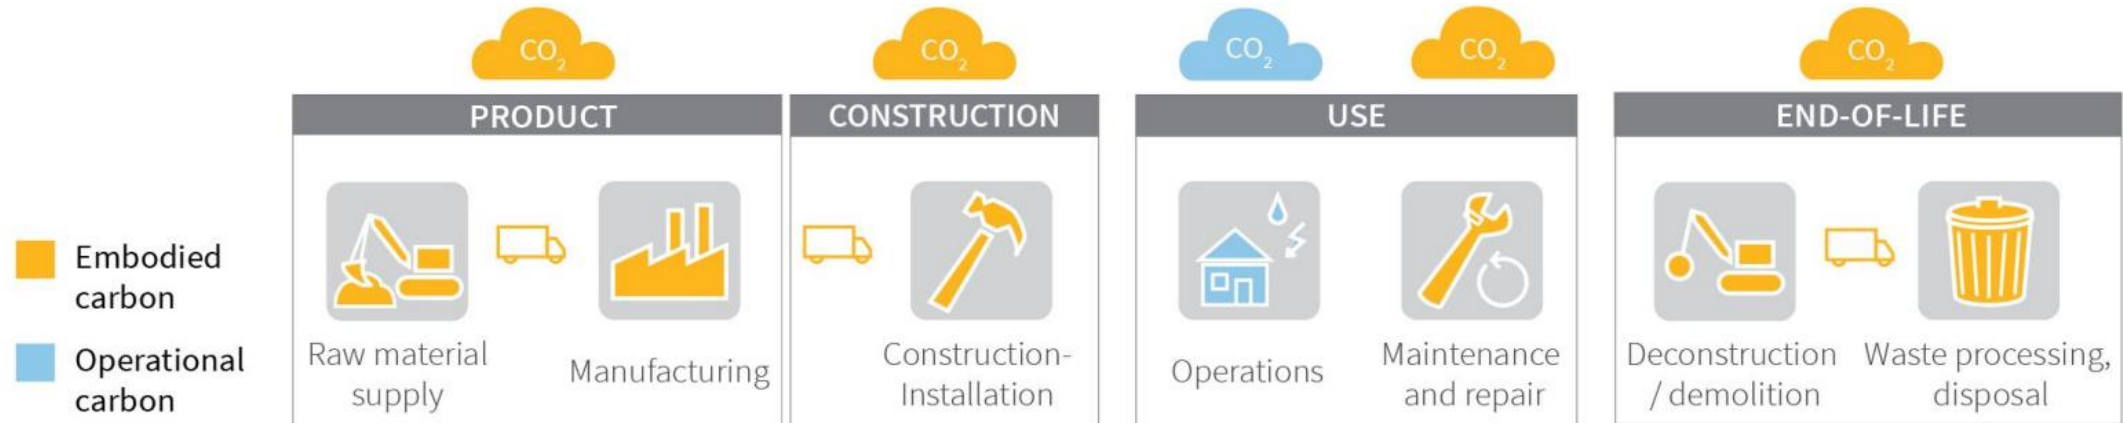 CO₂
CO₂
CO₂
CO₂
CO₂
PRODUCT
CONSTRUCTION
USE
END-OF-LIFE
Embodied
carbon
Operational
carbon
Raw material
supply
Manufacturing
Construction-
Installation
Operations
Maintenance
and repair
Deconstruction
/ demolition
Waste processing,
disposal